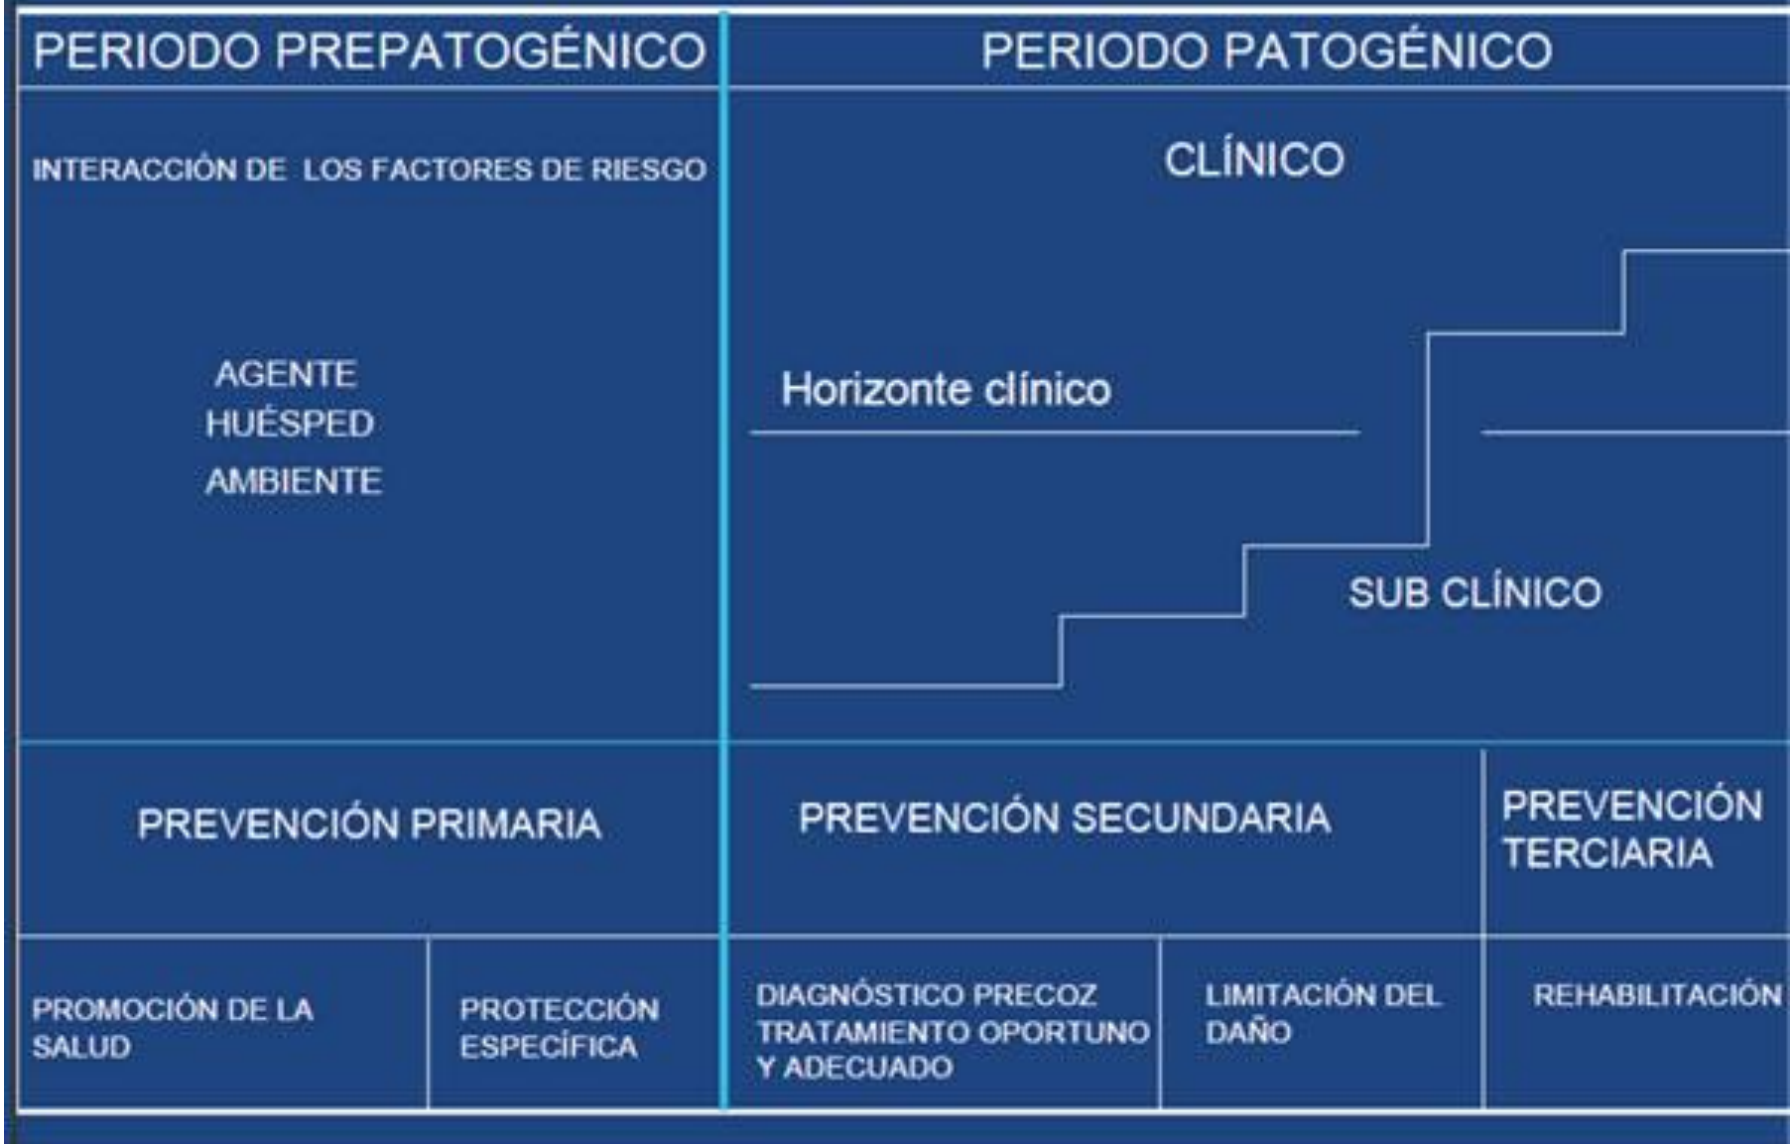 PERIODO PREPATOGÉNICO
PERIODO PATOGÉNICO
INTERACCIÓN DE LOS FACTORES DE RIESGO
AGENTE
HUÉSPED
AMBIENTE
CLÍNICO
Horizonte clínico
SUB CLÍNICO
PREVENCIÓN PRIMARIA
PREVENCIÓN SECUNDARIA
PREVENCIÓN
TERCIARIA
PROMOCIÓN DE LA
SALUD
PROTECCIÓN
ESPECÍFICA
DIAGNÓSTICO PRECOZ
TRATAMIENTO OPORTUNO
Y ADECUADO
LIMITACIÓN DEL
DAÑO
REHABILITACIÓN